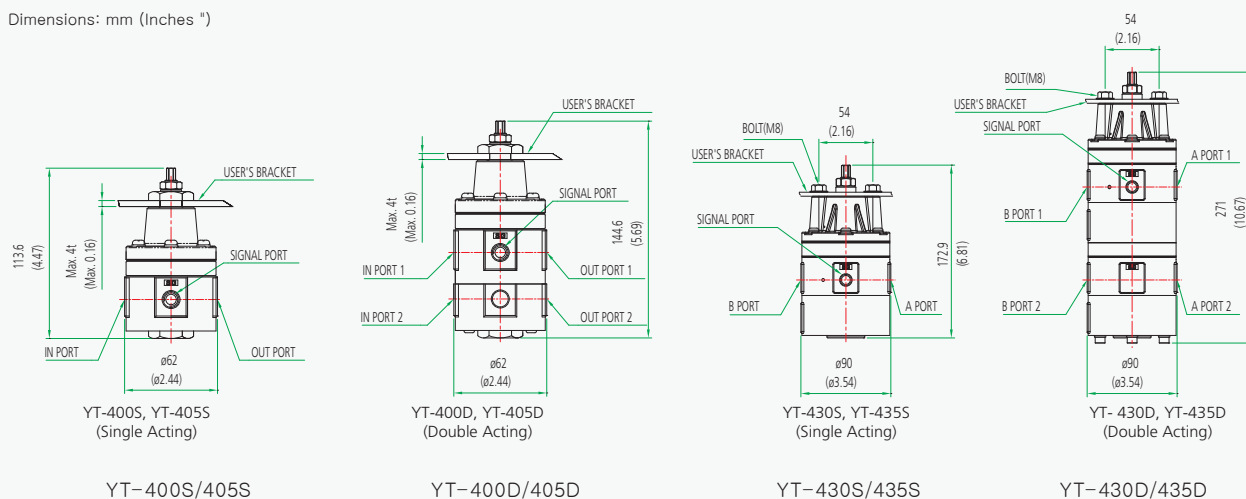 Dimensions: mm (Inches ")
113.6
(4.47)
Max. 4t
(Max. 0.16)
USER'S BRACKET
SIGNAL PORT
IN PORT
OUT PORT
ø62
(ø2.44)
YT-400S, YT-405S
(Single Acting)
YT-400S/405S
USER'S BRACKET
Max. 4t
(Max. 0.16)
SIGNAL PORT
144.6
(5.69)
IN PORT 1
OUT PORT 1
IN PORT 2
OUT PORT 2
ø62
(ø2.44)
YT-400D, YT-405D
(Double Acting)
YT-400D/405D
54
(2.16)
BOLT(M8)
USER'S BRACKET
SIGNAL PORT
172.9
(6.81)
B PORT
A PORT
ø90
(ø3.54)
YT-430S, YT-435S
(Single Acting)
YT-430S/435S
54
(2.16)
BOLT(M8)
USER'S BRACKET
SIGNAL PORT
A PORT 1
271
(10.67)
B PORT 1
B PORT 2
A PORT 2
ø90
(ø3.54)
YT- 430D, YT-435D
(Double Acting)
YT-430D/435D